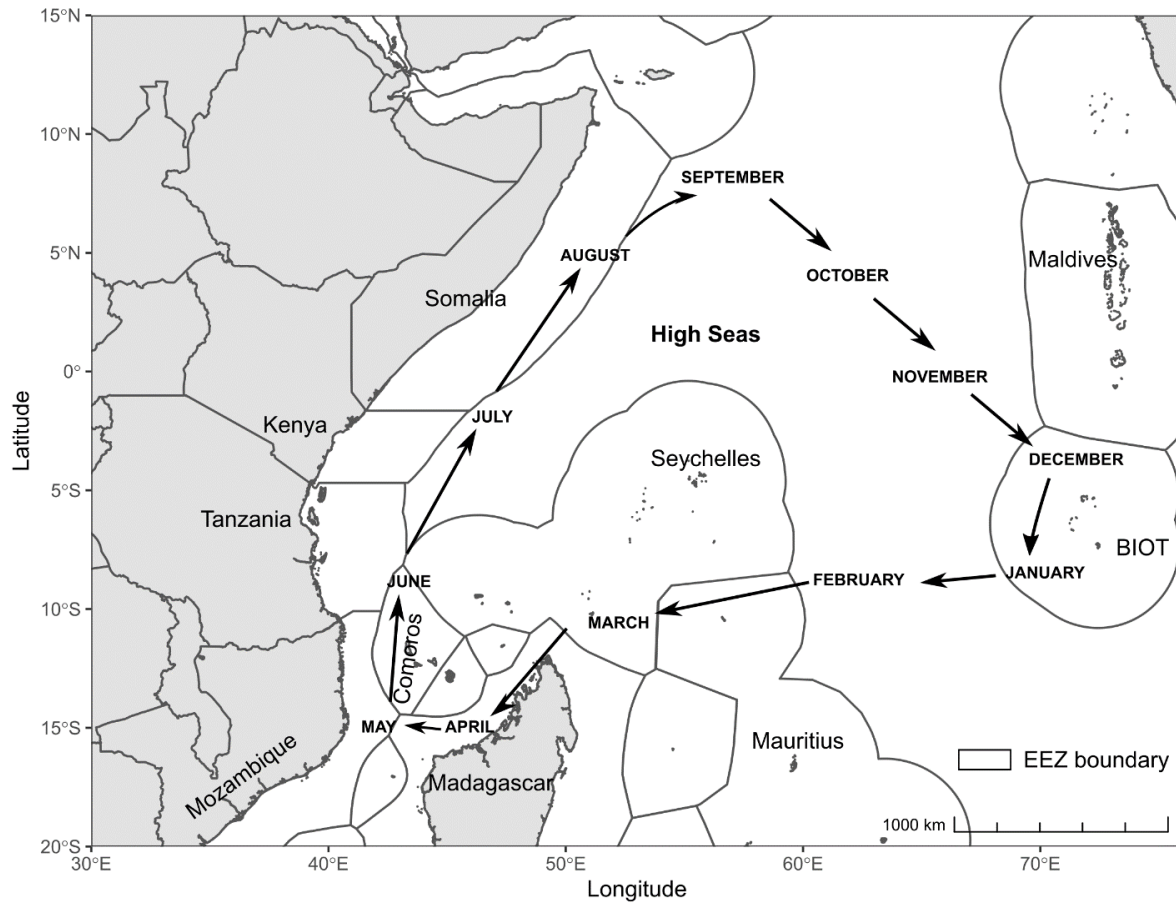 15°N
10°N
5°N
0°
5°S
10°S
15°S
20°S
Latitude
SEPTEMBER
AUGUST
OCTOBER
Maldives
Somalia
High Seas
NOVEMBER
JULY
Kenya
Seychelles
DECEMBER
Tanzania
BIOT
JUNE
FEBRUARY
JANUARY
MARCH
Comoros
MAY
APRIL
Mauritius
Mozambique
Madagascar
EEZ boundary
1000 km
30°E
40°E
50°E
60°E
70°E
Longitude